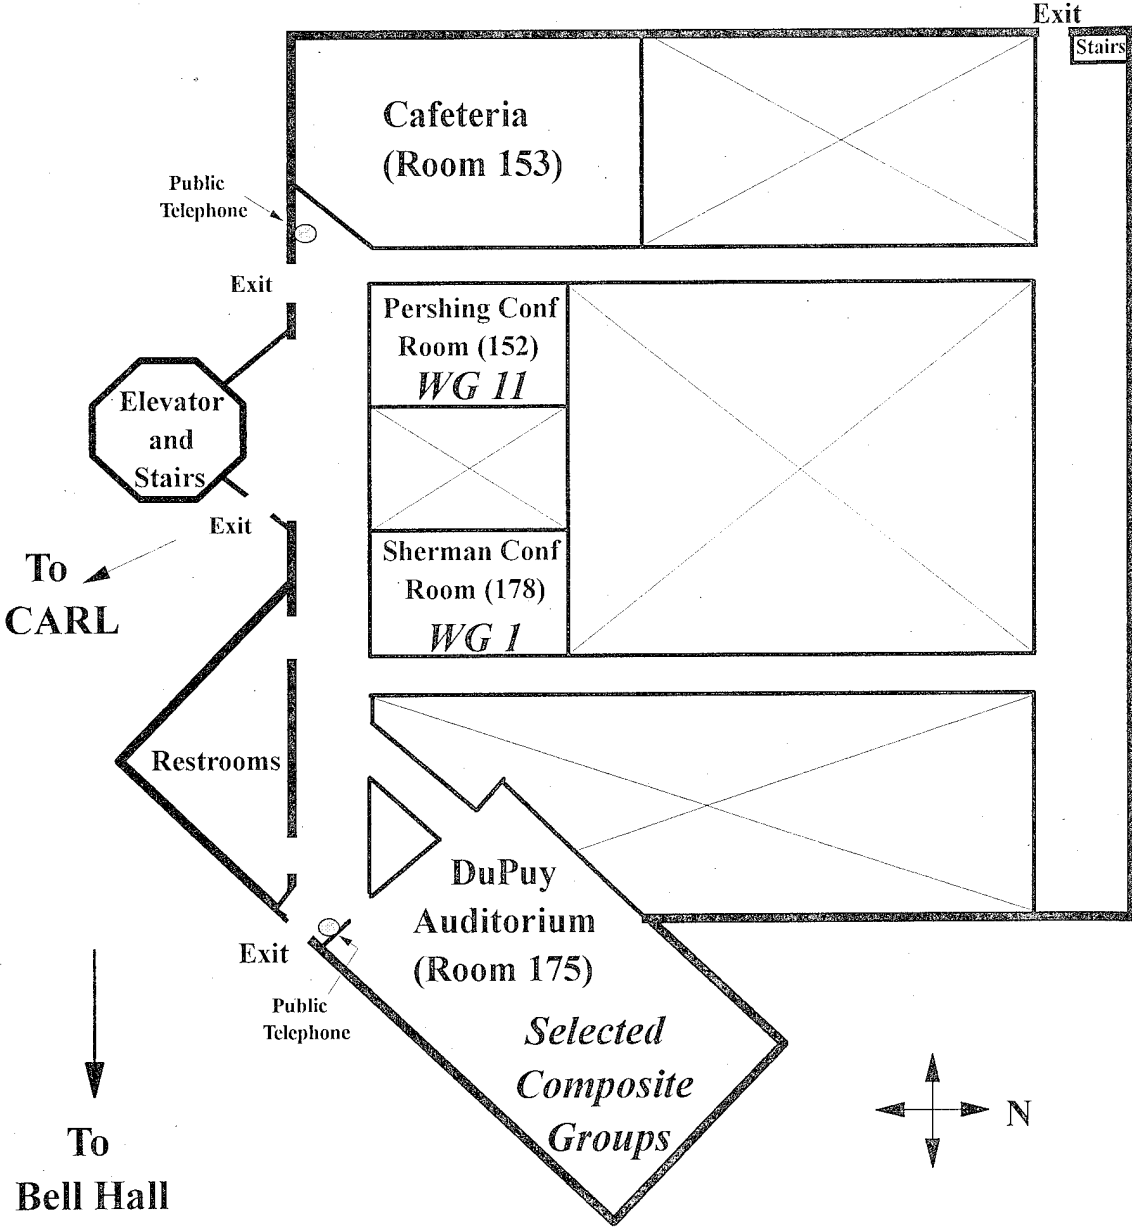 Exit
Stairs
Cafeteria
(Room 153)
Public
Telephone
Exit
Pershing Conf
Room (152)
WG 11
Elevator
and
Stairs
Exit
Sherman Conf
Room (178)
WG 1
To
CARL
Restrooms
DuPuy
Auditorium
(Room 175)
Exit
Public
Telephone
Selected
Composite
Groups
N
To
Bell Hall